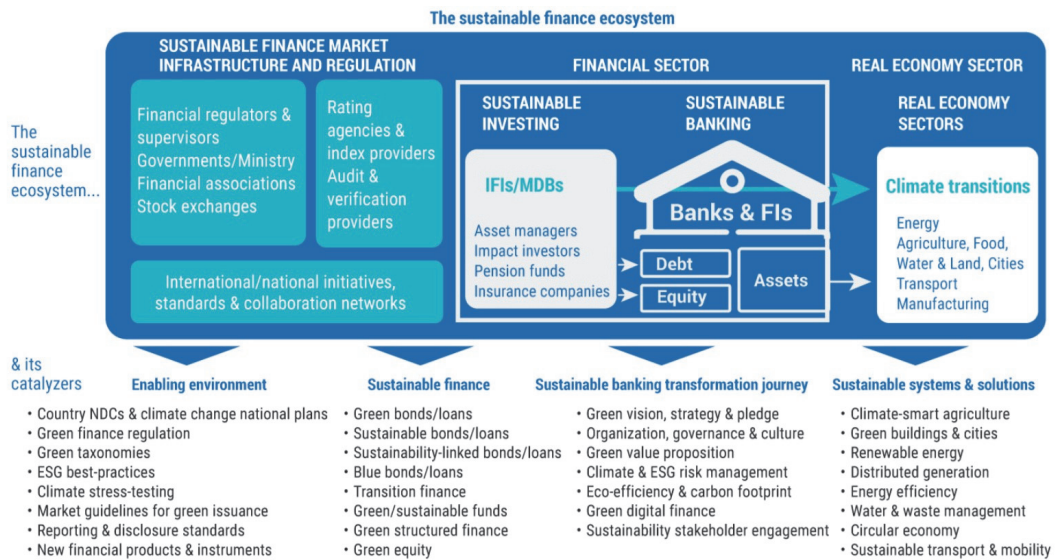 The sustainable finance ecosystem
The
sustainable
finance
ecosystem...
SUSTAINABLE FINANCE MARKET
INFRASTRUCTURE AND REGULATION
Financial regulators &
supervisors
Governments/Ministry
Financial associations
Stock exchanges
Rating
agencies &
index providers
Audit &
verification
providers
International/national initiatives,
standards & collaboration networks
FINANCIAL SECTOR
SUSTAINABLE
INVESTING
IFIs/MDBs
Asset managers
Impact investors
Pension funds
Insurance companies
SUSTAINABLE
BANKING
Banks & FIs
Debt
Equity
Assets
REAL ECONOMY SECTOR
REAL ECONOMY
SECTORS
Climate transitions
Energy
Agriculture, Food,
Water & Land, Cities
Transport
Manufacturing
& its
catalyzers
Enabling environment
• Country NDCs & climate change national plans
• Green finance regulation
• Green taxonomies
• ESG best-practices
• Climate stress-testing
• Market guidelines for green issuance
• Reporting & disclosure standards
• New financial products & instruments
Sustainable finance
• Green bonds/loans
• Sustainable bonds/loans
• Sustainability-linked bonds/loans
• Blue bonds/loans
• Transition finance
• Green/sustainable funds
• Green structured finance
• Green equity
Sustainable banking transformation journey
• Green vision, strategy & pledge
• Organization, governance & culture
• Green value proposition
• Climate & ESG risk management
• Eco-efficiency & carbon footprint
• Green digital finance
• Sustainability stakeholder engagement
Sustainable systems & solutions
• Climate-smart agriculture
• Green buildings & cities
• Renewable energy
• Distributed generation
• Energy efficiency
• Water & waste management
• Circular economy
• Sustainable transport & mobility